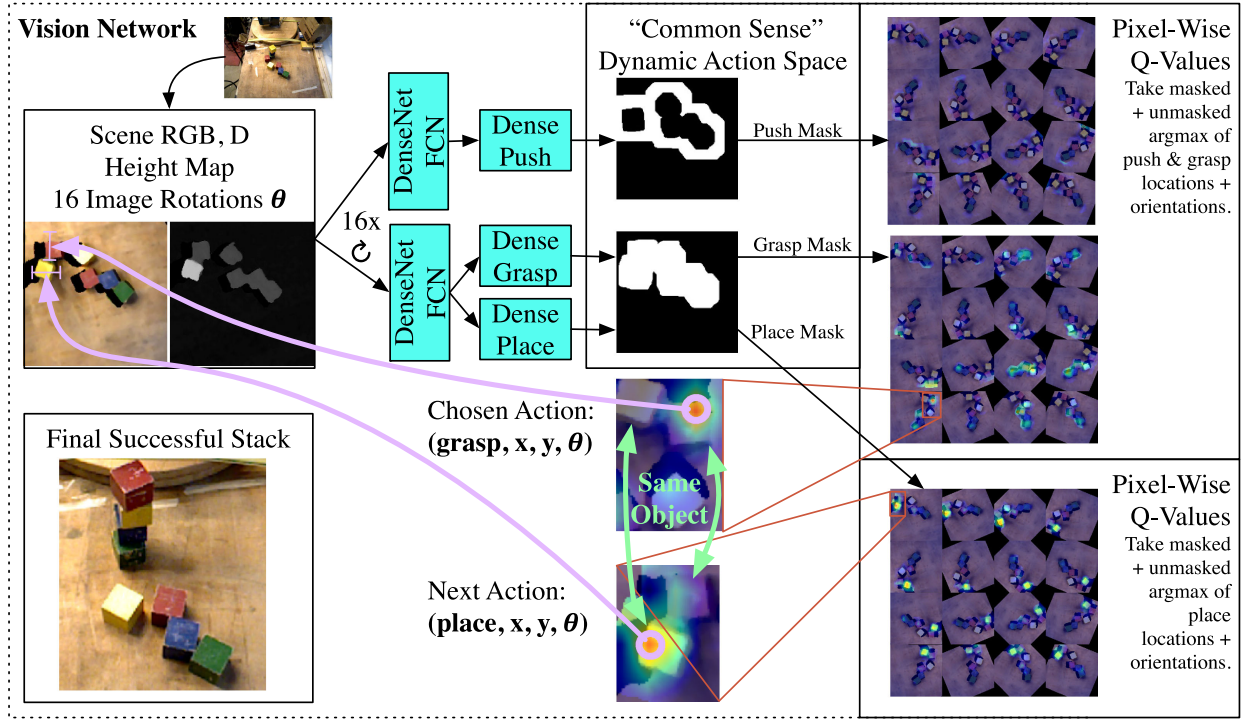 Vision Network
Scene RGB, D
Height Map
16 Image Rotations θ
16x
DenseNet
FCN
DenseNet
FCN
Dense
Push
Dense
Grasp
Dense
Place
“Common Sense”
Dynamic Action Space
Push Mask
Grasp Mask
Place Mask
Pixel-Wise
Q-Values
Take masked
+ unmasked
argmax of
push & grasp
locations +
orientations.
Chosen Action:
(grasp, x, y, θ)
Same
Object
Next Action:
(place, x, y, θ)
Final Successful Stack
Pixel-Wise
Q-Values
Take masked
+ unmasked
argmax of
place
locations +
orientations.